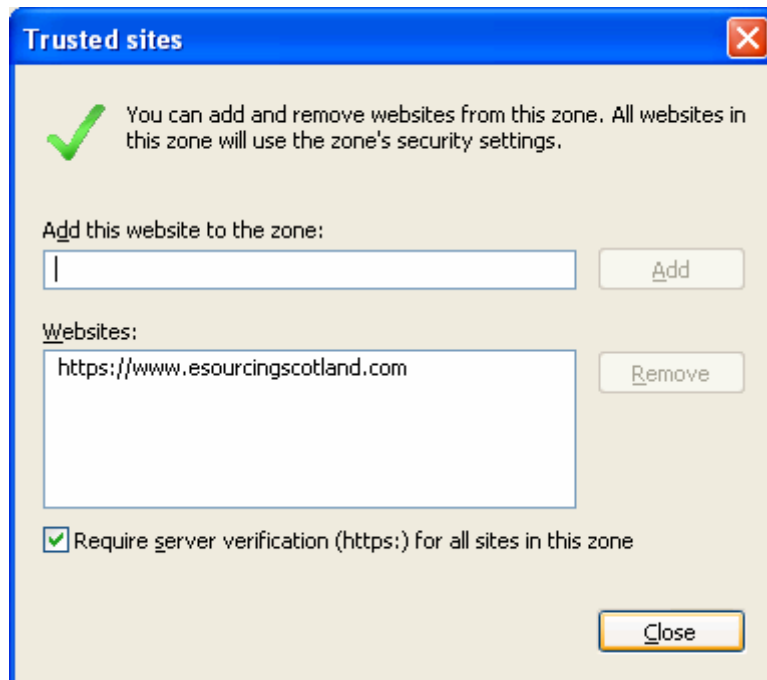 Trusted sites
You can add and remove websites from this zone. All websites in
this zone will use the zone's security settings.
Add this website to the zone:
Add
Websites:
https://www.esourcingscotland.com
Remove
Require server verification (https:) for all sites in this zone
Close